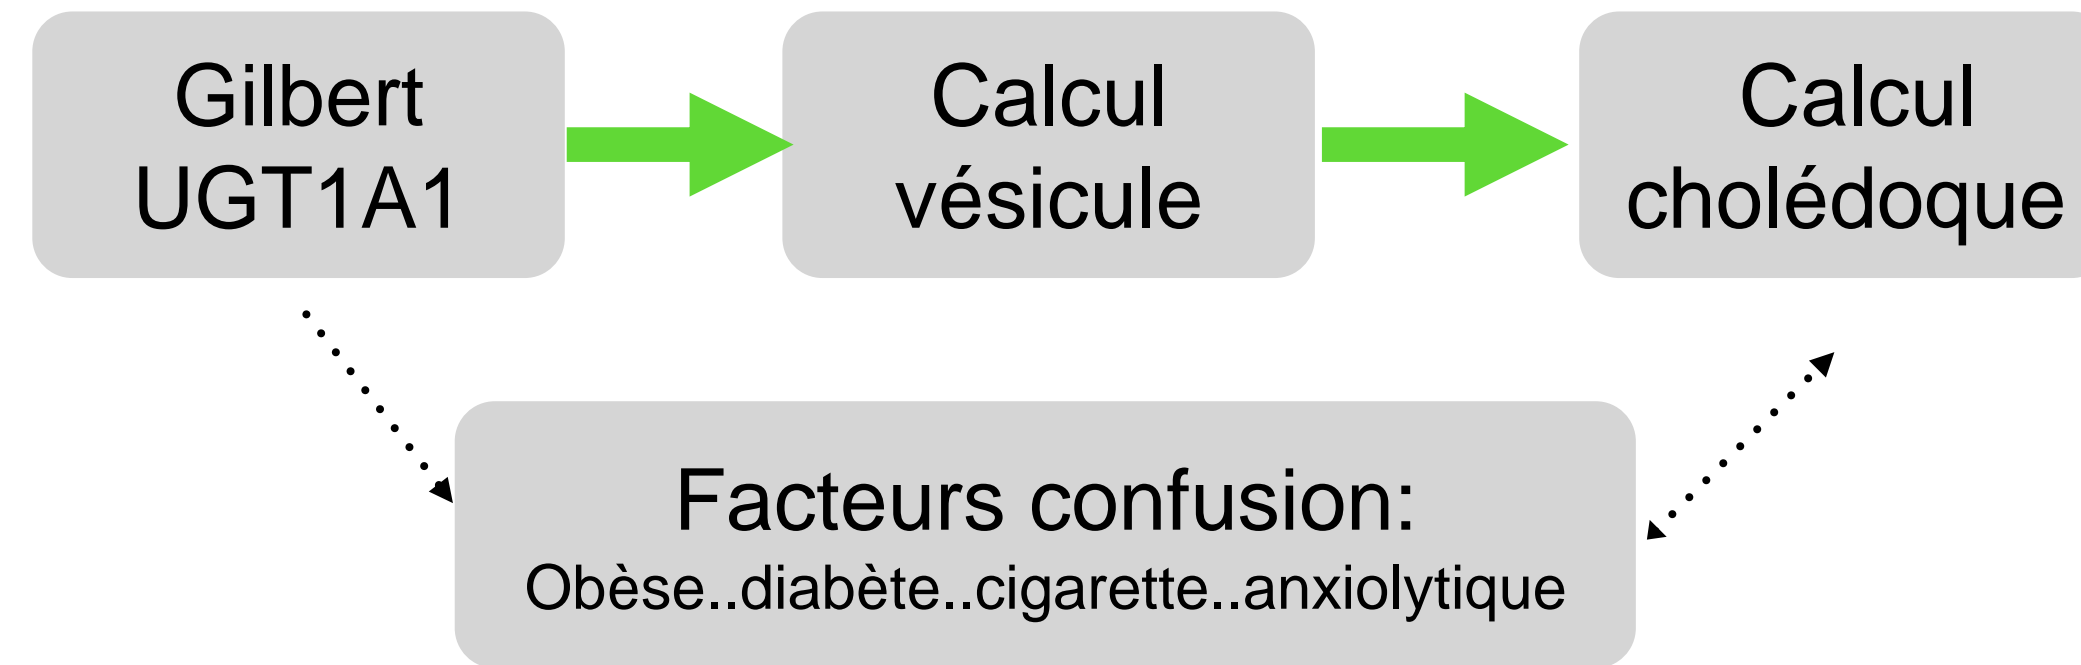 Gilbert
UGT1A1
Calcul
vésicule
Calcul
cholédoque
Facteurs confusion:
Obèse..diabète..cigarette..anxiolytique